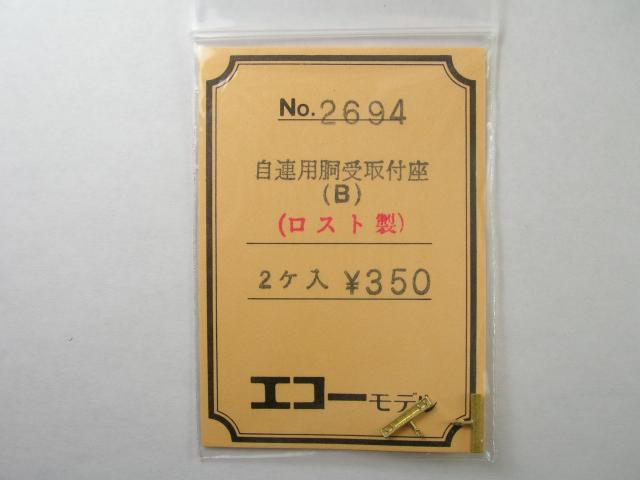 No. 2694
自連用胴受取付座
(B)
(ロスト製)
2ケ入 ¥350
エコーモデル